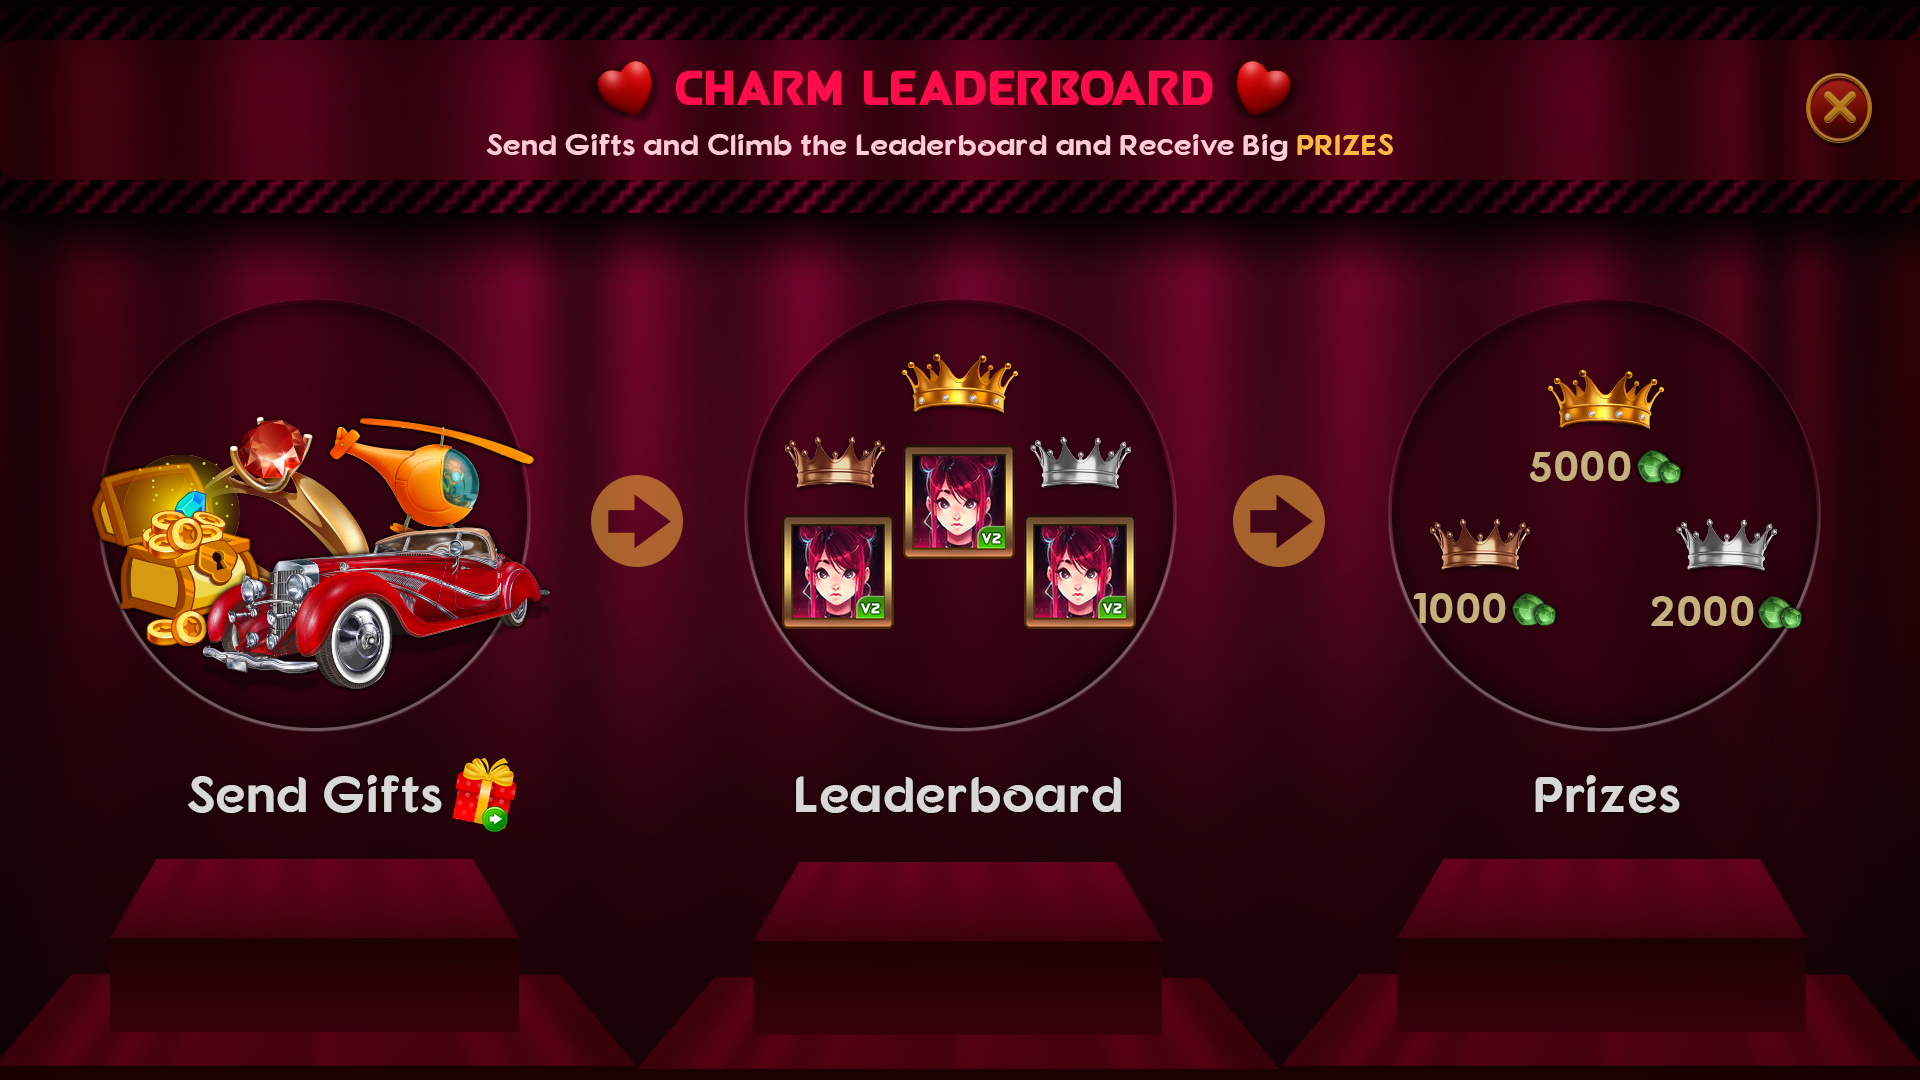 CHARM LEADERBOARD
Send Gifts and Climb the Leaderboard and Receive Big PRIZES
V2
V2
V2
5000
1000
2000
Send Gifts
Leaderboard
Prizes